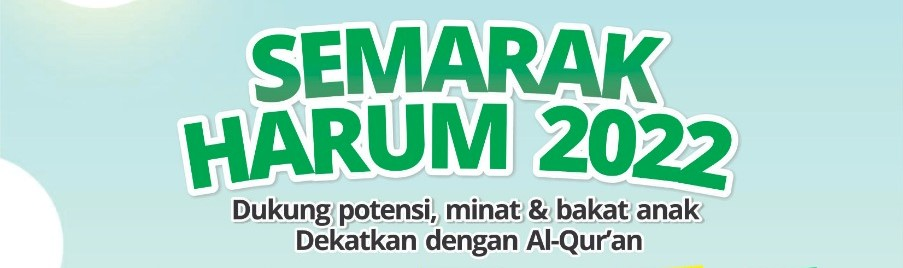 SEMARAK
HARUM 2022
Dukung potensi, minat & bakat anak
Dekatkan dengan Al-Qur’an